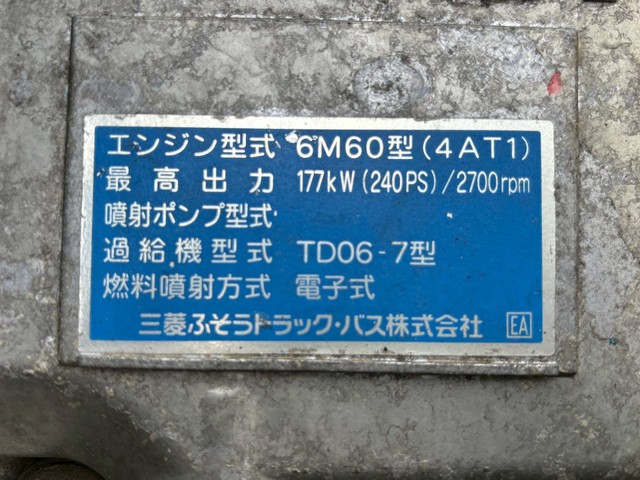 エンジン型式 6M60型(4AT1)
最高出力 177kW(240PS)/2700rpm
噴射ポンプ型式
過給機型式 TD06-7型
燃料噴射方式 電子式
三菱ふそうトラック・バス株式会社 EA